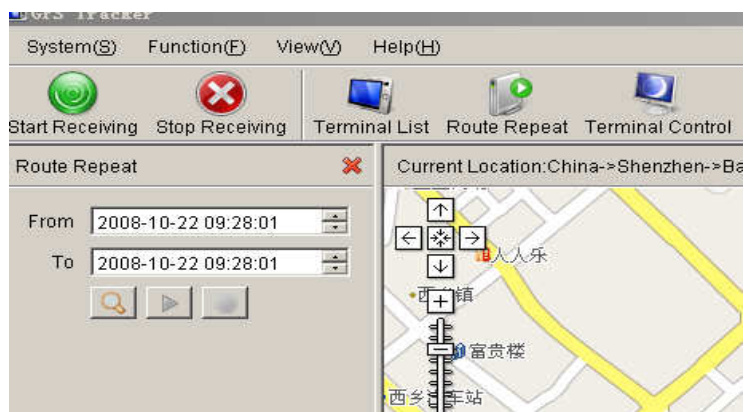 GPS Tracker
System(S) Function(F) View(V) Help(H)
Start Receiving Stop Receiving Terminal List Route Repeat Terminal Control
Route Repeat
Current Location:China->Shenzhen->Ba
From 2008-10-22 09:28:01
To 2008-10-22 09:28:01
人人乐
富贵楼